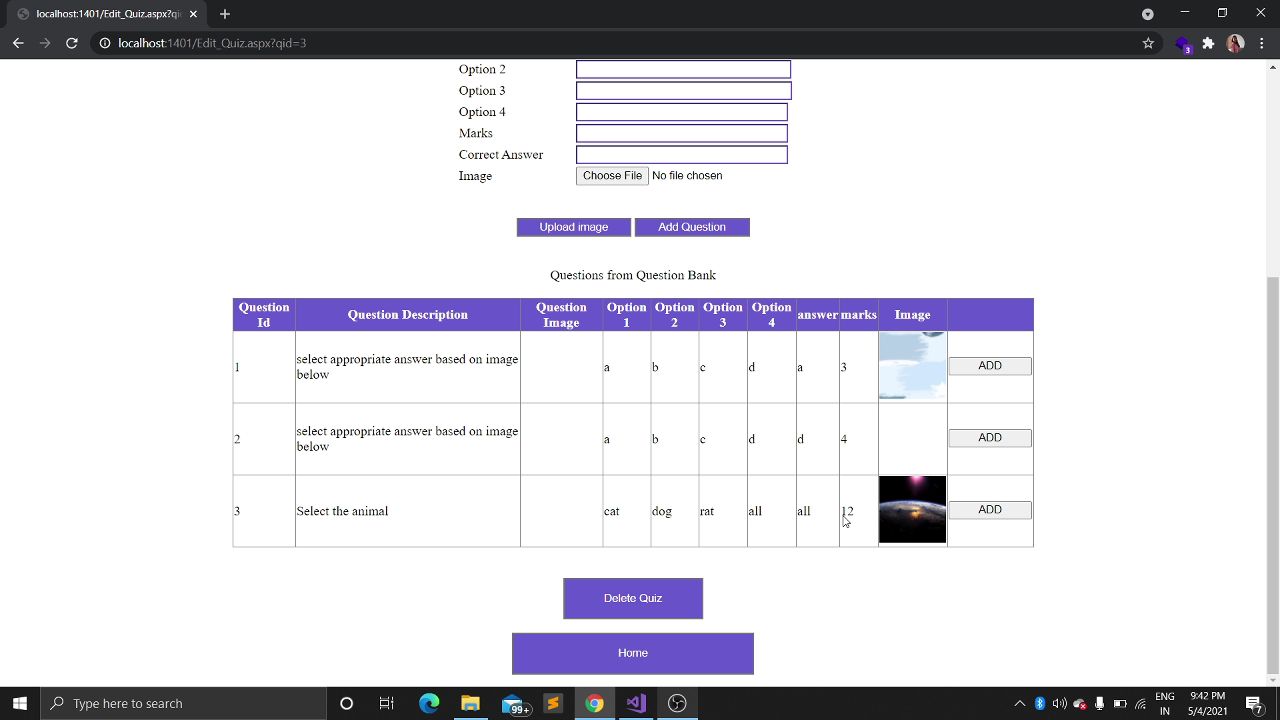 localhost:1401/Edit_Quiz.aspx?qi
localhost:1401/Edit_Quiz.aspx?qid=3
3
Option 2
Option 3
Option 4
Marks
Correct Answer
Image Choose File No file chosen
Upload image Add Question
Questions from Question Bank
Question Id Question Description Question Image Option 1 Option 2 Option 3 Option 4 answer marks Image
1 select appropriate answer based on image below a b c d a 3 ADD
2 select appropriate answer based on image below a b c d d 4 ADD
3 Select the animal cat dog rat all all 12 ADD
Delete Quiz
Home
Type here to search 99+ ENG IN 9:42 PM 5/4/2021 7